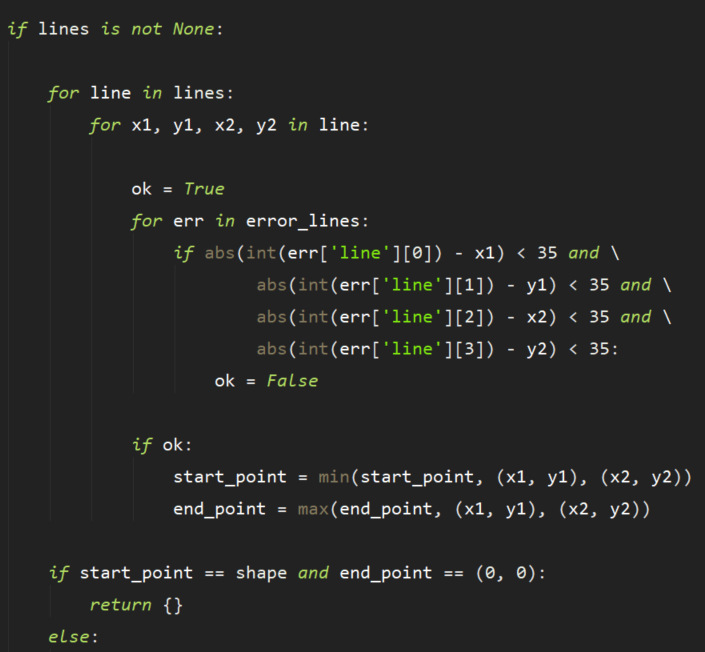 if lines is not None:
for line in lines:
for x1, y1, x2, y2 in line:
ok = True
for err in error_lines:
if abs(int(err['line'][0]) - x1) < 35 and \
abs(int(err['line'][1]) - y1) < 35 and \
abs(int(err['line'][2]) - x2) < 35 and \
abs(int(err['line'][3]) - y2) < 35:
ok = False
if ok:
start_point = min(start_point, (x1, y1), (x2, y2))
end_point = max(end_point, (x1, y1), (x2, y2))
if start_point == shape and end_point == (0, 0):
return {}
else: